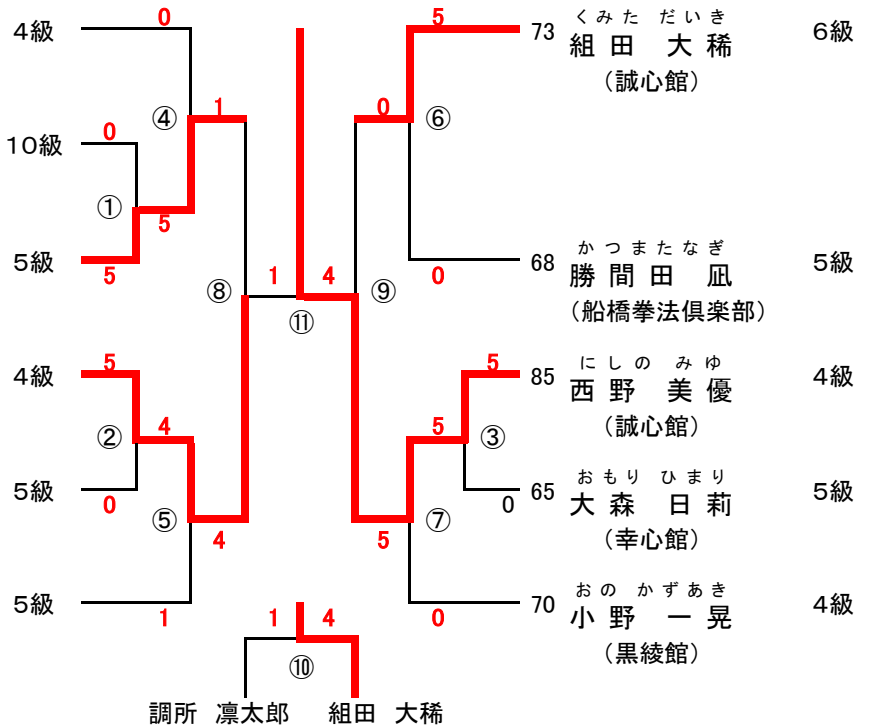 0
4級
④
1
0
10級
①
5
5級
5
⑧
5
4級
4
②
5級
0
⑤
4
5級
1
1
4
⑪
5
73
くみた だいき
組田 大稀
6級
(誠心館)
0
⑥
68
かつまたなぎ
勝間田 凪
5級
0
(船橋拳法倶楽部)
⑨
5
85
にしの みゆ
西野 美優
4級
(誠心館)
5
③
65
おもり ひまり
大森 日莉
5級
0
(幸心館)
⑦
5
70
おの かずあき
小野 一晃
4級
0
(黒綾館)
1
4
⑩
調所 凛太郎 組田 大稀